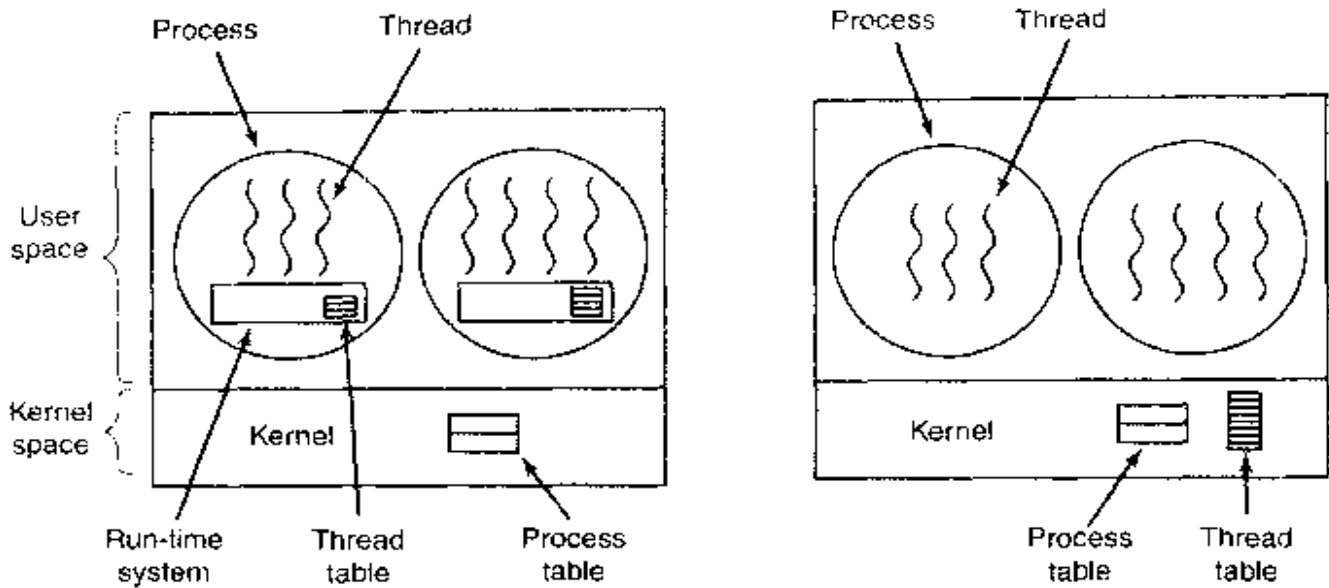 Process
Thread
User
space
Kernel
space
Kernel
Run-time
system
Thread
table
Process
table
Process
Thread
Kernel
Process
table
Thread
table